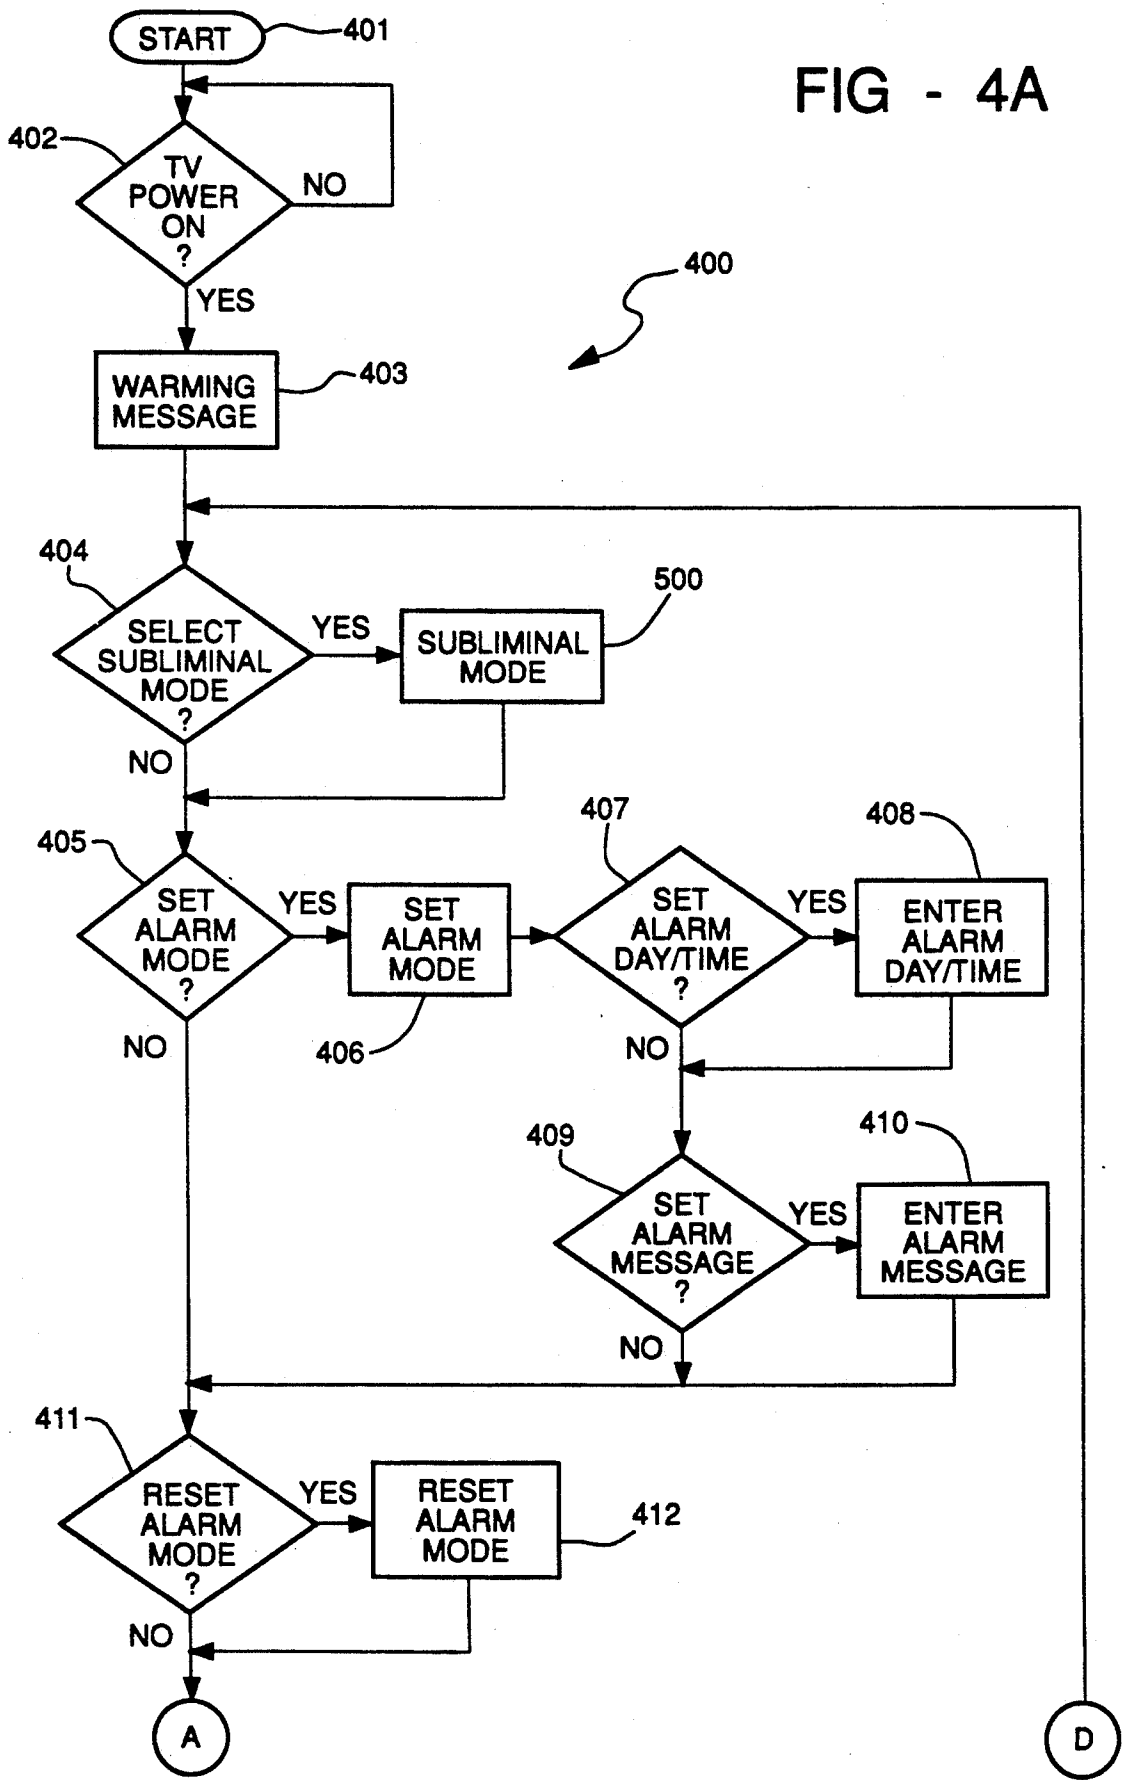 START
401
FIG - 4A
402
TV
POWER
ON
?
NO
YES
400
WARMING
MESSAGE
403
404
SELECT
SUBLIMINAL
MODE
?
YES
SUBLIMINAL
MODE
500
NO
405
SET
ALARM
MODE
?
YES
SET
ALARM
MODE
406
407
SET
ALARM
DAY/TIME
?
YES
408
ENTER
ALARM
DAY/TIME
NO
NO
409
SET
ALARM
MESSAGE
?
YES
410
ENTER
ALARM
MESSAGE
NO
411
RESET
ALARM
MODE
?
YES
RESET
ALARM
MODE
412
NO
A
D